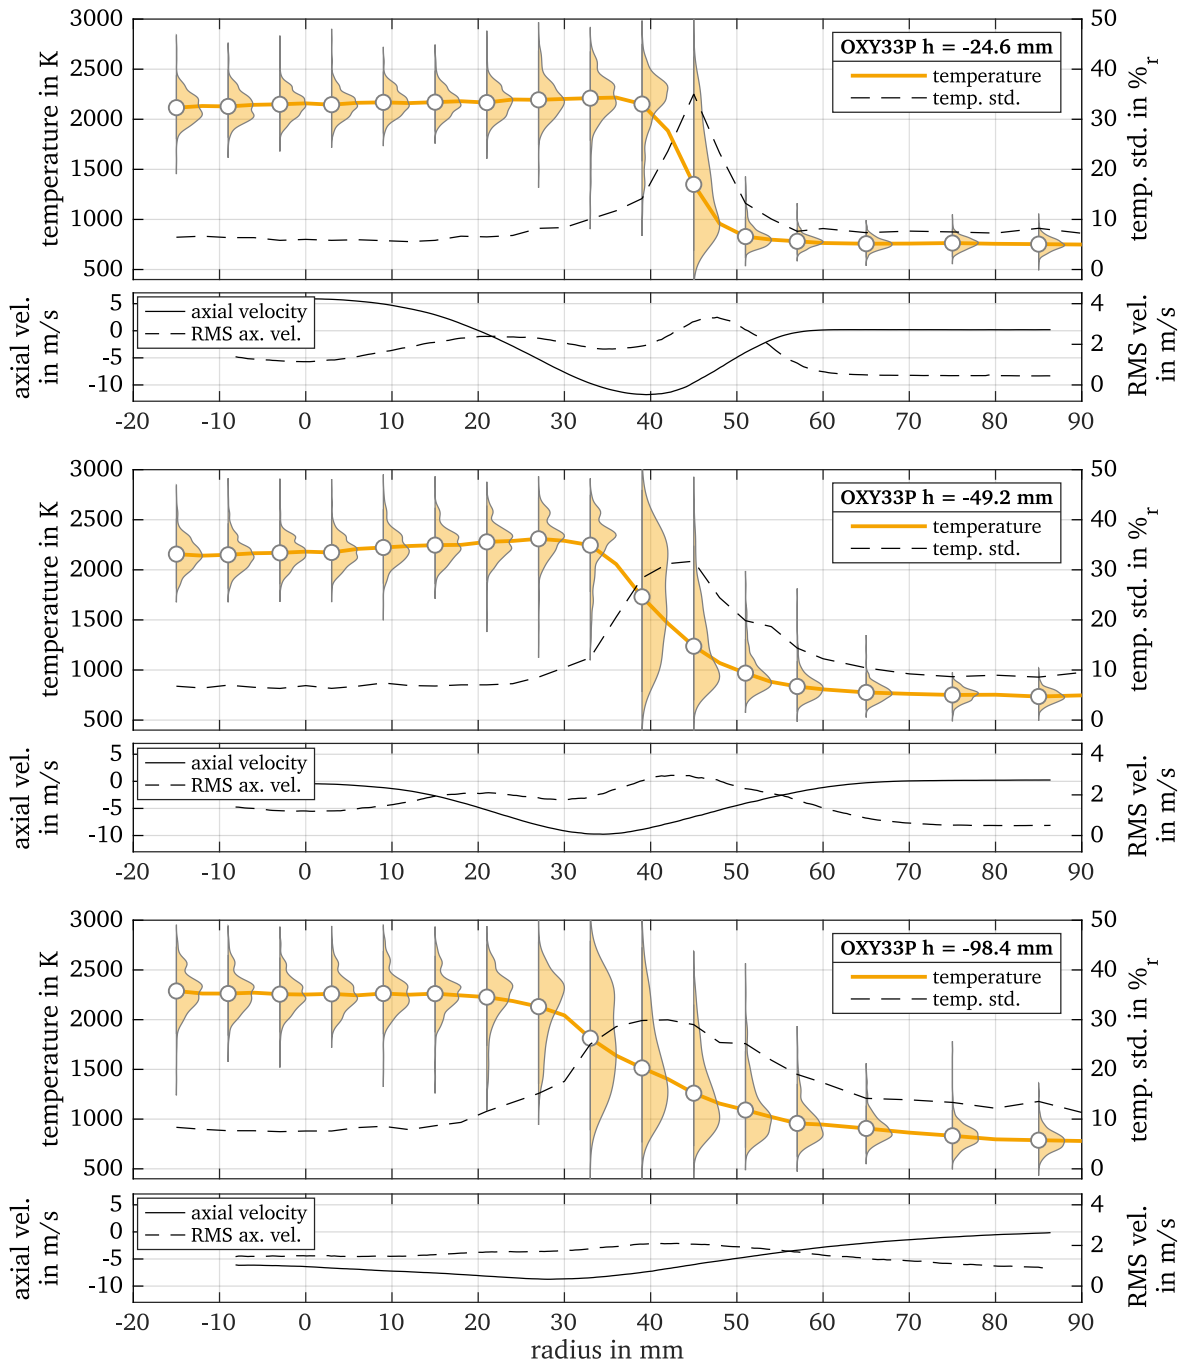 3000
2500
2000
1500
1000
500
temperature in K
50
40
30
20
10
0
temp. std. in %r
OXY33P h = -24.6 mm
temperature
temp. std.
5
0
-5
-10
axial vel.
in m/s
axial velocity
RMS ax. vel.
4
2
0
RMS vel.
in m/s
-20 -10 0 10 20 30 40 50 60 70 80 90
3000
2500
2000
1500
1000
500
temperature in K
50
40
30
20
10
0
temp. std. in %r
OXY33P h = -49.2 mm
temperature
temp. std.
5
0
-5
-10
axial vel.
in m/s
axial velocity
RMS ax. vel.
4
2
0
RMS vel.
in m/s
-20 -10 0 10 20 30 40 50 60 70 80 90
3000
2500
2000
1500
1000
500
temperature in K
50
40
30
20
10
0
temp. std. in %r
OXY33P h = -98.4 mm
temperature
temp. std.
5
0
-5
-10
axial vel.
in m/s
axial velocity
RMS ax. vel.
4
2
0
RMS vel.
in m/s
-20 -10 0 10 20 30 40 50 60 70 80 90
radius in mm